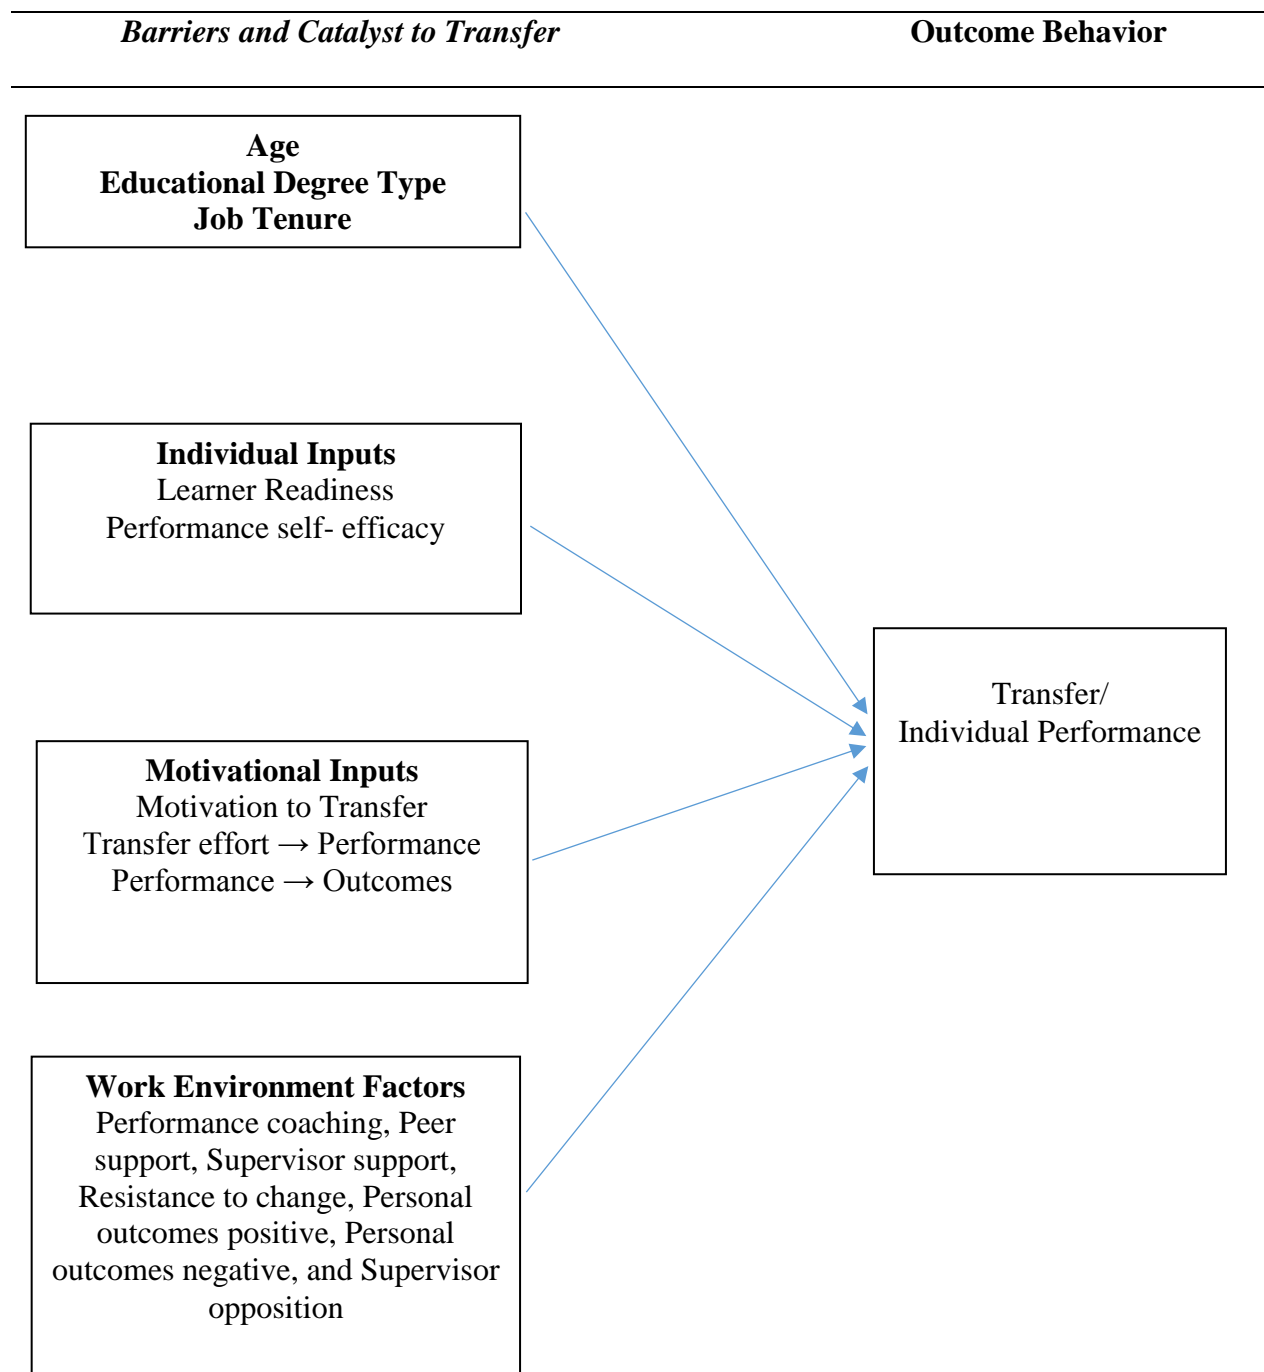 Barriers and Catalyst to Transfer
Outcome Behavior
Age
Educational Degree Type
Job Tenure
Individual Inputs
Learner Readiness
Performance self- efficacy
Motivational Inputs
Motivation to Transfer
Transfer effort → Performance
Performance → Outcomes
Transfer/
Individual Performance
Work Environment Factors
Performance coaching, Peer
support, Supervisor support,
Resistance to change, Personal
outcomes positive, Personal
outcomes negative, and Supervisor
opposition